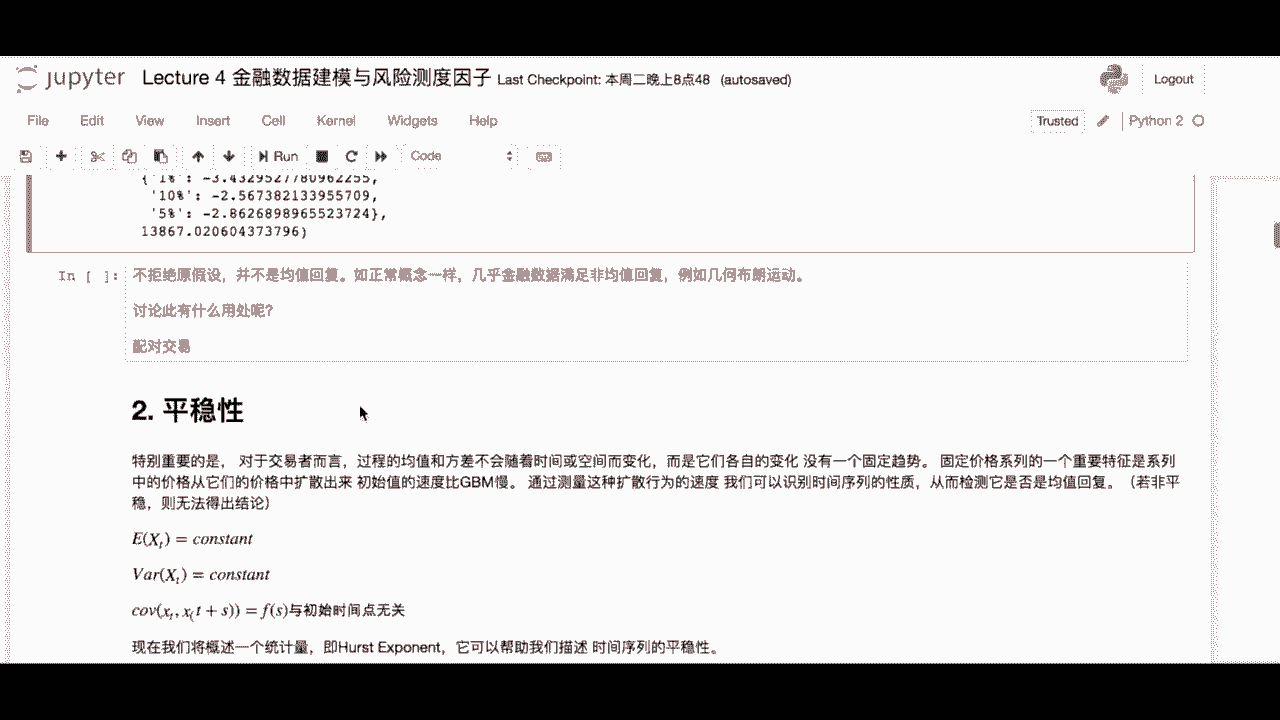 jupyter Lecture 4 金融数据建模与风险测度因子 Last Checkpoint: 本周二晚上8点48 (autosaved) Logout
File Edit View Insert Cell Kernel Widgets Help Trusted Python 2
Run Code
{'1%': -3.4329527780962255,
'10%': -2.567382133955709,
'5%': -2.8626898965523724},
13867.020604373796)
In [ ]: 不拒绝原假设，并不是均值回复。如正常概念一样，几乎金融数据满足非均值回复，例如几何布朗运动。
讨论此有什么用处呢?
配对交易
2. 平稳性
特别重要的是， 对于交易者而言，过程的均值和方差不会随着时间或空间而变化，而是它们各自的变化 没有一个固定趋势。 固定价格系列的一个重要特征是系列
中的价格从它们的价格中扩散出来 初始值的速度比GBM慢。 通过测量这种扩散行为的速度 我们可以识别时间序列的性质，从而检测它是否是均值回复。（若非平
稳，则无法得出结论）
E(X_t) = constant
Var(X_t) = constant
cov(x_t, x_(t + s)) = f(s)与初始时间点无关
现在我们将概述一个统计量，即Hurst Exponent，它可以帮助我们描述 时间序列的平稳性。